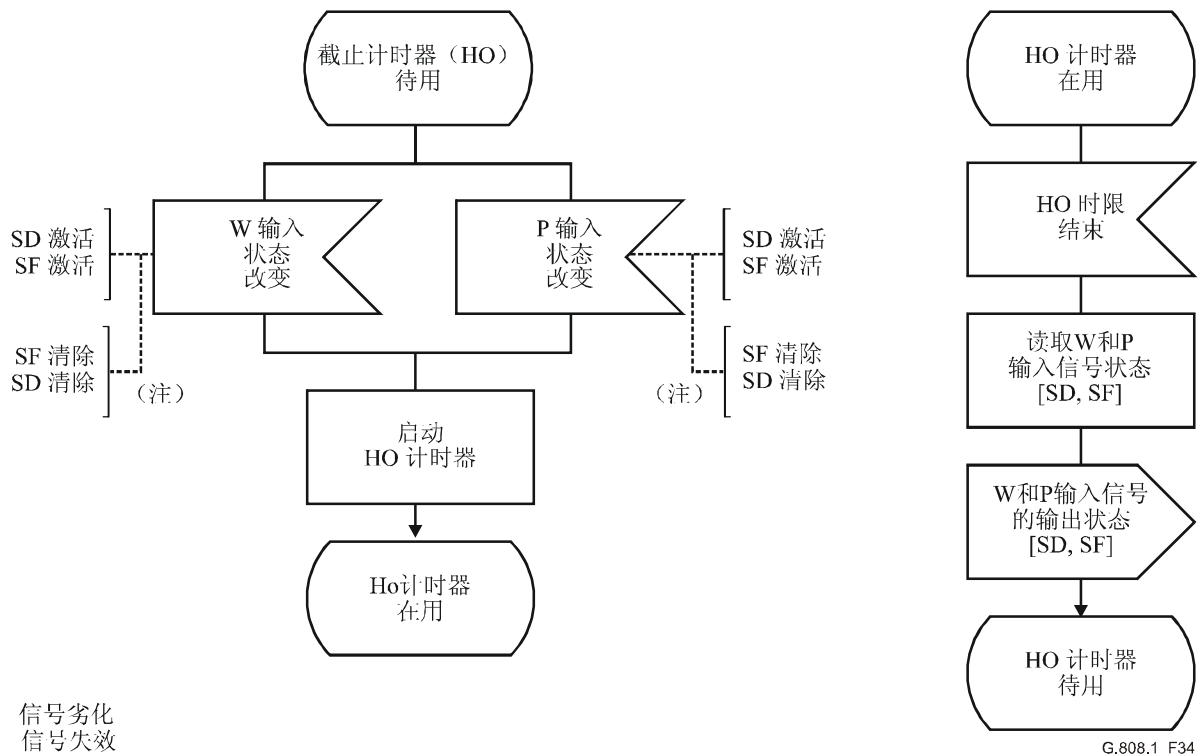 截止计时器（HO）
待用
W 输入
状态
改变
P 输入
状态
改变
SD 激活
SF 激活
SF 清除
SD 清除
（注）
SD 激活
SF 激活
SF 清除
SD 清除
（注）
启动
HO 计时器
Ho计时器
在用
信号劣化
信号失效
HO 计时器
在用
HO 时限
结束
读取W和P
输入信号状态
[SD, SF]
W和P输入信号
的输出状态
[SD, SF]
HO 计时器
待用
G.808.1_F34